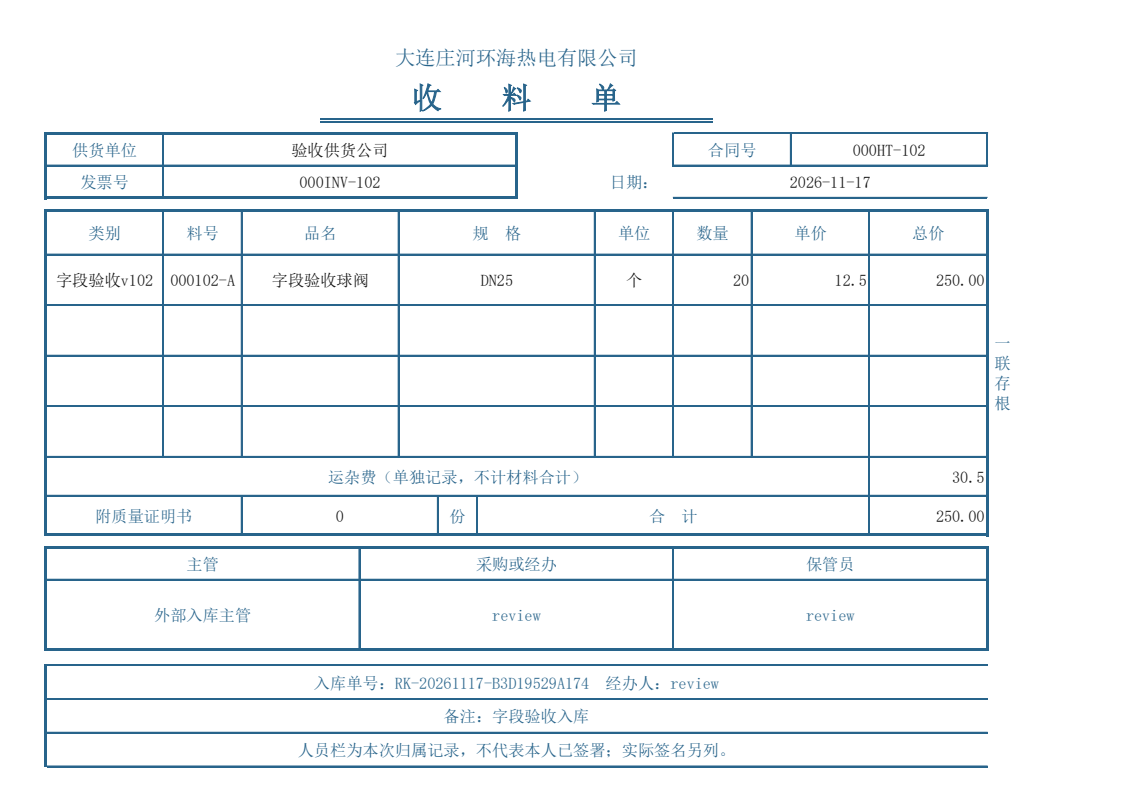 大连庄河环海热电有限公司
收 料 单
供货单位 验收供货公司 合同号 000HT-102
发票号 000INV-102 日期: 2026-11-17
类别 料号 品名 规 格 单位 数量 单价 总价
字段验收v102 000102-A 字段验收球阀 DN25 个 20 12.5 250.00
一联存根
运杂费（单独记录，不计材料合计） 30.5
附质量证明书 0 份 合 计 250.00
主管 采购或经办 保管员
外部入库主管 review review
入库单号: RK-20261117-B3D19529A174 经办人: review
备注: 字段验收入库
人员栏为本次归属记录，不代表本人已签署；实际签名另列。